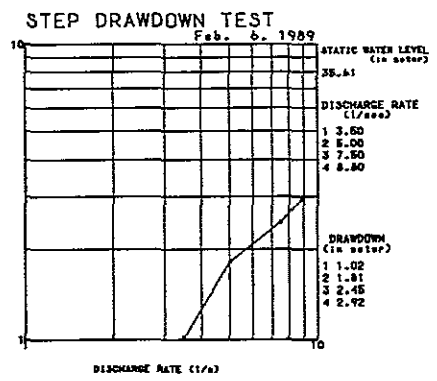 STEP DRAWDOWN TEST
Feb. 6. 1989
10
STATIC WATER LEVEL
(in meter)
35.61
DISCHARGE RATE
(l/sec)
1 3.50
2 5.00
3 7.50
4 8.80
DRAWDOWN
(in meter)
1 1.02
2 1.81
3 2.45
4 2.92
1
1
10
DISCHARGE RATE (l/s)